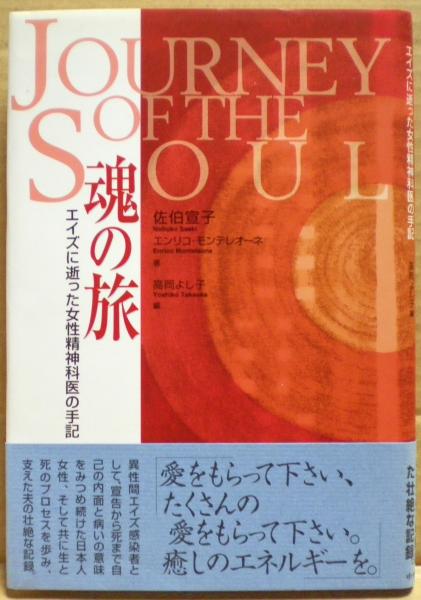 JOURNEY
OF THE
SOUL
魂の旅
エイズに逝った女性精神科医の手記
佐伯宣子
Nobuko Saeki
エンリコ・モンテレオーネ
Enrico Monteleone
著
高岡よし子
Yoshiko Takaoka
編
エイズに逝った女性精神科医の手記
「愛をもらって下さい、
たくさんの
愛をもらって下さい。
癒しのエネルギーを。」
異性間エイズ感染者と
して、宣告から死まで自
己の内面と病いの意味
をみつめ続けた日本人
女性、そして共に生と
死のプロセスを歩み、
支えた夫の壮絶な記録。
た壮絶な記録。